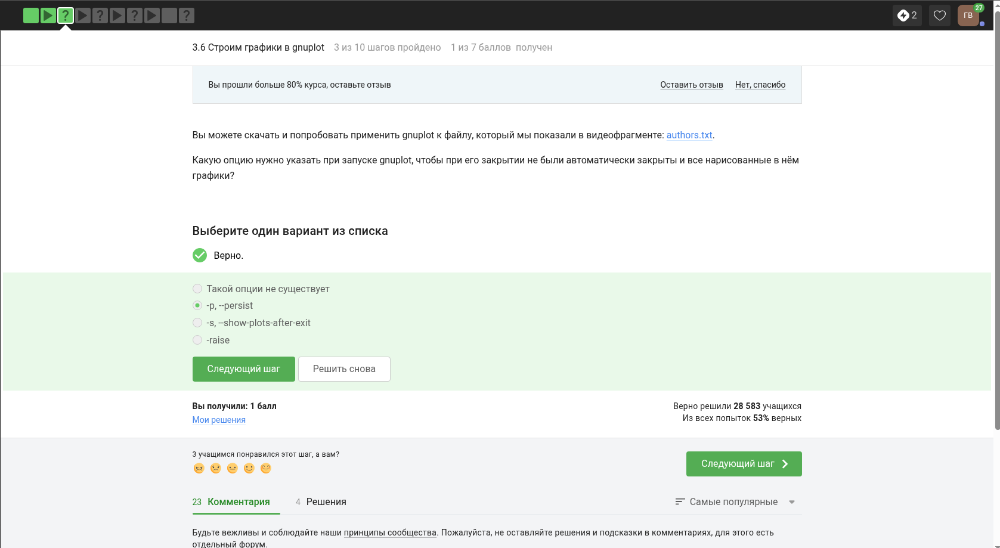 ? ? ? ?
2
ГВ
27
3.6 Строим графики в gnuplot 3 из 10 шагов пройдено 1 из 7 баллов получен
Вы прошли больше 80% курса, оставьте отзыв Оставить отзыв Нет, спасибо
Вы можете скачать и попробовать применить gnuplot к файлу, который мы показали в видеофрагменте: authors.txt.
Какую опцию нужно указать при запуске gnuplot, чтобы при его закрытии не были автоматически закрыты и все нарисованные в нём
графики?
Выберите один вариант из списка
Верно.
Такой опции не существует
-p, --persist
-s, --show-plots-after-exit
-raise
Следующий шаг Решить снова
Вы получили: 1 балл
Мои решения
Верно решили 28 583 учащихся
Из всех попыток 53% верных
3 учащимся понравился этот шаг, а вам?
Следующий шаг
23 Комментария 4 Решения Самые популярные
Будьте вежливы и соблюдайте наши принципы сообщества. Пожалуйста, не оставляйте решения и подсказки в комментариях, для этого есть
отдельный форум.